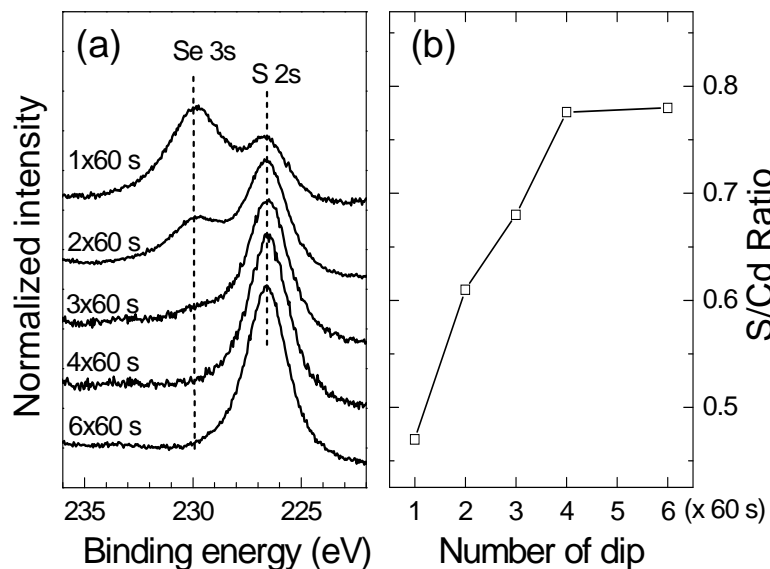 (a)
Se 3s
S 2s
1x60 s
2x60 s
3x60 s
4x60 s
6x60 s
Normalized intensity
235
230
225
Binding energy (eV)
(b)
0.8
0.7
0.6
0.5
S/Cd Ratio
1 2 3 4 5 6 (x 60 s)
Number of dip